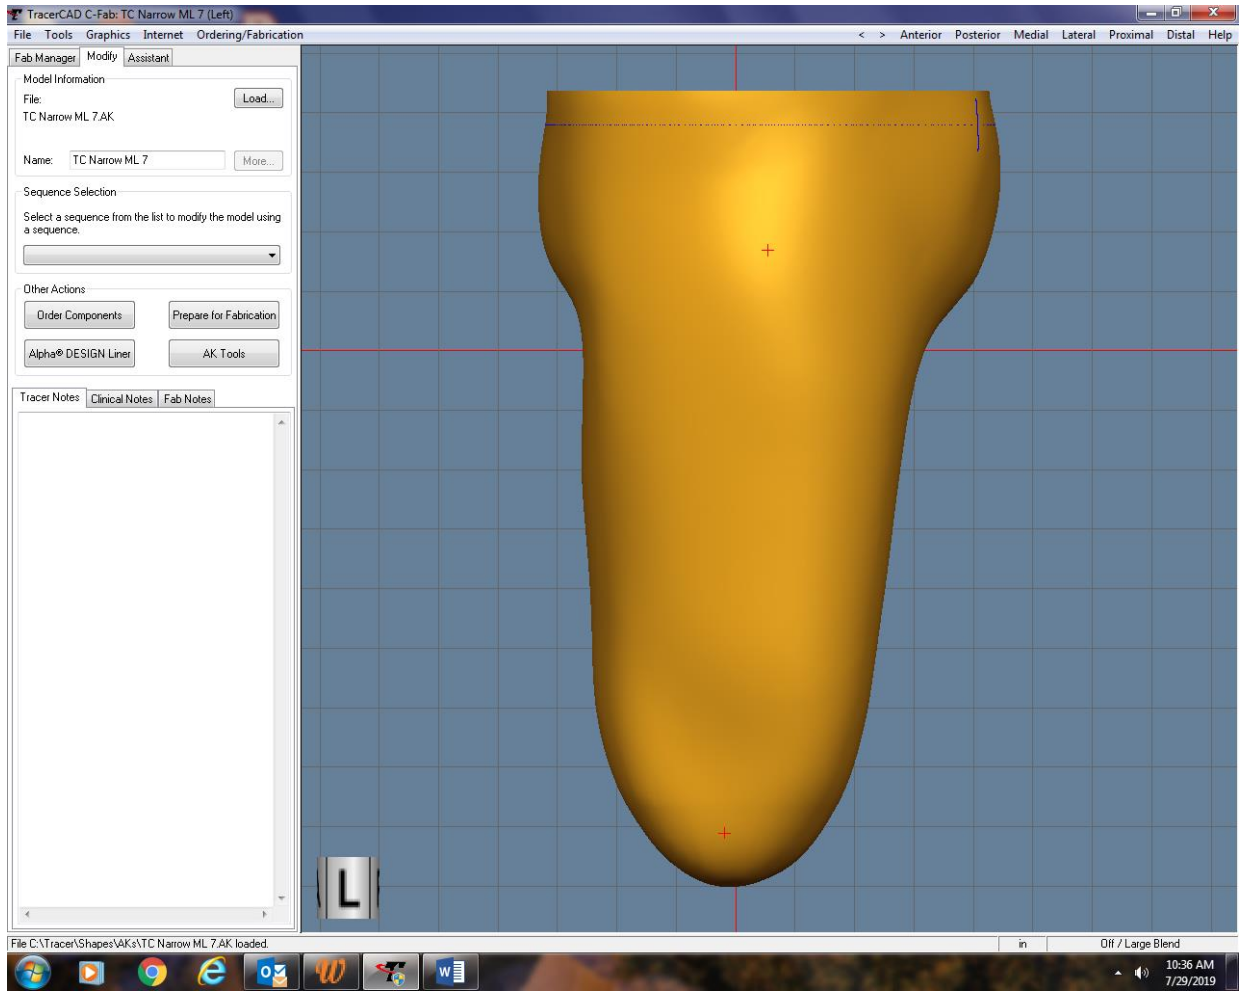 TracerCAD C-Fab: TC Narrow ML 7 (Left)
File Tools Graphics Internet Ordering/Fabrication < > Anterior Posterior Medial Lateral Proximal Distal Help
Fab Manager Modify Assistant
Model Information
File: Load...
TC Narrow ML 7.AK
Name: TC Narrow ML 7 More...
Sequence Selection
Select a sequence from the list to modify the model using
a sequence.
Other Actions
Order Components Prepare for Fabrication
Alpha® DESIGN Liner AK Tools
Tracer Notes Clinical Notes Fab Notes
L
File C:\Tracer\Shapes\AKs\TC Narrow ML 7.AK loaded. in Off / Large Blend
10:36 AM
7/29/2019